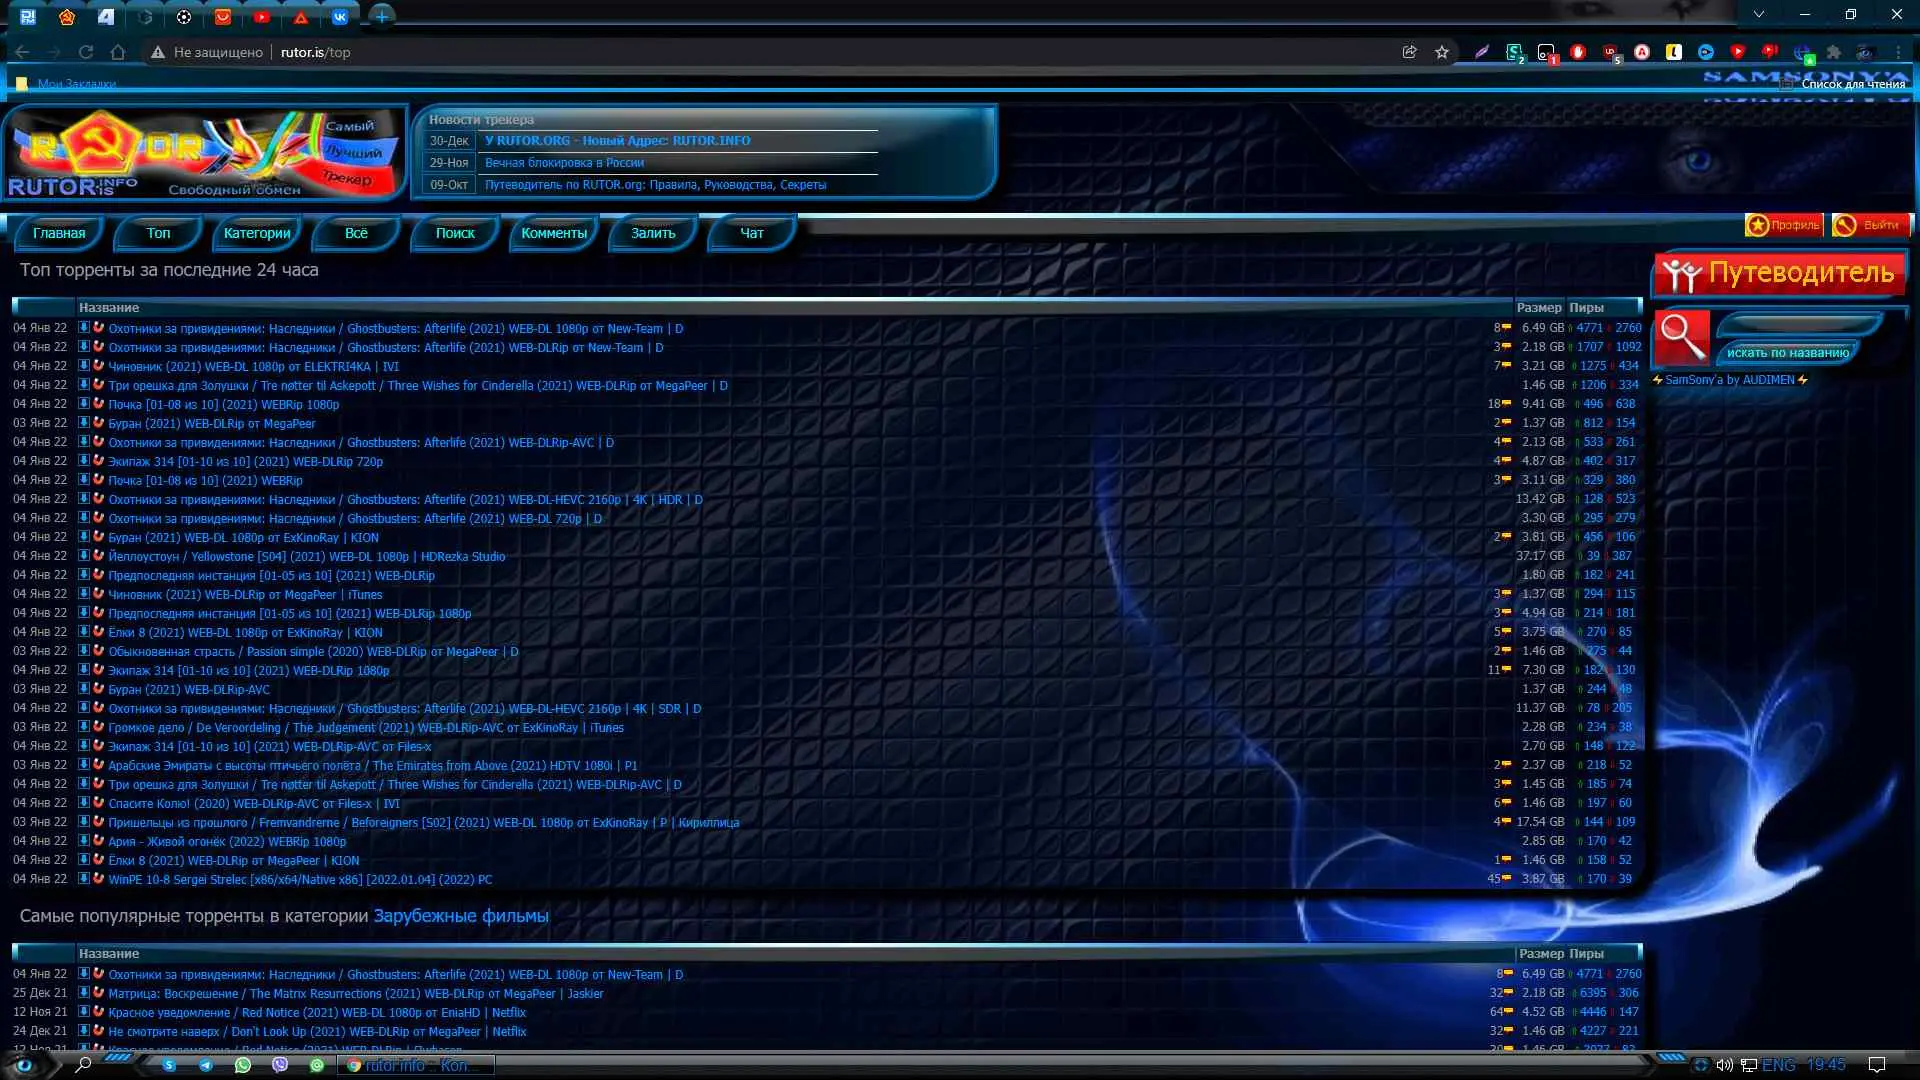 Не защищено | rutor.is/top
2
1
5
SAMSONY'A
Мои Закладки
Список для чтения
RUTOR
RUTOR.IS
INFO
Самый
Лучший
Трекер
Свободный обмен
Новости трекера
30-Дек У RUTOR.ORG - Новый Адрес: RUTOR.INFO
29-Ноя Вечная блокировка в России
09-Окт Путеводитель по RUTOR.org: Правила, Руководства, Секреты
Главная Топ Категории Всё Поиск Комменты Залить Чат
Профиль Выйти
Топ торренты за последние 24 часа
Путеводитель
искать по названию
SamSony'a by AUDIMEN
Название Размер Пиры
04 Янв 22 Охотники за привидениями: Наследники / Ghostbusters: Afterlife (2021) WEB-DL 1080p от New-Team | D 8 6.49 GB 4771 2760
04 Янв 22 Охотники за привидениями: Наследники / Ghostbusters: Afterlife (2021) WEB-DLRip от New-Team | D 3 2.18 GB 1707 1092
04 Янв 22 Чиновник (2021) WEB-DL 1080p от ELEKTRI4KA | IVI 7 3.21 GB 1275 434
04 Янв 22 Три орешка для Золушки / Tre nøtter til Askepott / Three Wishes for Cinderella (2021) WEB-DLRip от MegaPeer | D 1.46 GB 1206 334
04 Янв 22 Почка [01-08 из 10] (2021) WEBRip 1080p 18 9.41 GB 496 638
03 Янв 22 Буран (2021) WEB-DLRip от MegaPeer 2 1.37 GB 812 154
04 Янв 22 Охотники за привидениями: Наследники / Ghostbusters: Afterlife (2021) WEB-DLRip-AVC | D 4 2.13 GB 533 261
04 Янв 22 Экипаж 314 [01-10 из 10] (2021) WEB-DLRip 720p 4 4.87 GB 402 317
04 Янв 22 Почка [01-08 из 10] (2021) WEBRip 3 3.11 GB 329 380
04 Янв 22 Охотники за привидениями: Наследники / Ghostbusters: Afterlife (2021) WEB-DL-HEVC 2160p | 4K | HDR | D 13.42 GB 128 523
04 Янв 22 Охотники за привидениями: Наследники / Ghostbusters: Afterlife (2021) WEB-DL 720p | D 3.30 GB 295 279
04 Янв 22 Буран (2021) WEB-DL 1080p от ExKinoRay | KION 2 3.81 GB 456 106
04 Янв 22 Йеллоустоун / Yellowstone [S04] (2021) WEB-DL 1080p | HDRezka Studio 37.17 GB 39 387
04 Янв 22 Предпоследняя инстанция [01-05 из 10] (2021) WEB-DLRip 1.80 GB 182 241
04 Янв 22 Чиновник (2021) WEB-DLRip от MegaPeer | iTunes 3 1.37 GB 294 115
04 Янв 22 Предпоследняя инстанция [01-05 из 10] (2021) WEB-DLRip 1080p 3 4.94 GB 214 181
04 Янв 22 Ёлки 8 (2021) WEB-DL 1080p от ExKinoRay | KION 5 3.75 GB 270 85
03 Янв 22 Обыкновенная страсть / Passion simple (2020) WEB-DLRip от MegaPeer | D 2 1.46 GB 275 44
04 Янв 22 Экипаж 314 [01-10 из 10] (2021) WEB-DLRip 1080p 11 7.30 GB 182 130
03 Янв 22 Буран (2021) WEB-DLRip-AVC 1.37 GB 244 48
04 Янв 22 Охотники за привидениями: Наследники / Ghostbusters: Afterlife (2021) WEB-DL-HEVC 2160p | 4K | SDR | D 11.37 GB 78 205
03 Янв 22 Громкое дело / De Veroordeling / The Judgement (2021) WEB-DLRip-AVC от ExKinoRay | iTunes 2.28 GB 234 38
04 Янв 22 Экипаж 314 [01-10 из 10] (2021) WEB-DLRip-AVC от Files-x 2.70 GB 148 122
03 Янв 22 Арабские Эмираты с высоты птичьего полёта / The Emirates from Above (2021) HDTV 1080i | P1 2 2.37 GB 218 52
04 Янв 22 Три орешка для Золушки / Tre nøtter til Askepott / Three Wishes for Cinderella (2021) WEB-DLRip-AVC | D 3 1.45 GB 185 74
04 Янв 22 Спасите Колю! (2020) WEB-DLRip-AVC от Files-x | IVI 6 1.46 GB 197 60
03 Янв 22 Пришельцы из прошлого / Fremvandrerne / Beforeigners [S02] (2021) WEB-DL 1080p от ExKinoRay | P | Кириллица 4 17.54 GB 144 109
04 Янв 22 Ария - Живой огонёк (2022) WEBRip 1080p 2.85 GB 170 42
04 Янв 22 Ёлки 8 (2021) WEB-DLRip от MegaPeer | KION 1 1.46 GB 158 52
04 Янв 22 WinPE 10-8 Sergei Strelec [x86/x64/Native x86] [2022.01.04] (2022) PC 45 3.87 GB 170 39
Самые популярные торренты в категории Зарубежные фильмы
Название Размер Пиры
04 Янв 22 Охотники за привидениями: Наследники / Ghostbusters: Afterlife (2021) WEB-DL 1080p от New-Team | D 8 6.49 GB 4771 2760
25 Дек 21 Матрица: Воскрешение / The Matrix Resurrections (2021) WEB-DLRip от MegaPeer | Jaskier 32 2.18 GB 6395 306
12 Ноя 21 Красное уведомление / Red Notice (2021) WEB-DL 1080p от EniaHD | Netflix 64 4.52 GB 4446 147
24 Дек 21 Не смотрите наверх / Don't Look Up (2021) WEB-DLRip от MegaPeer | Netflix 32 1.46 GB 4227 221
rutor.info :: Кон...
ENG 19:45